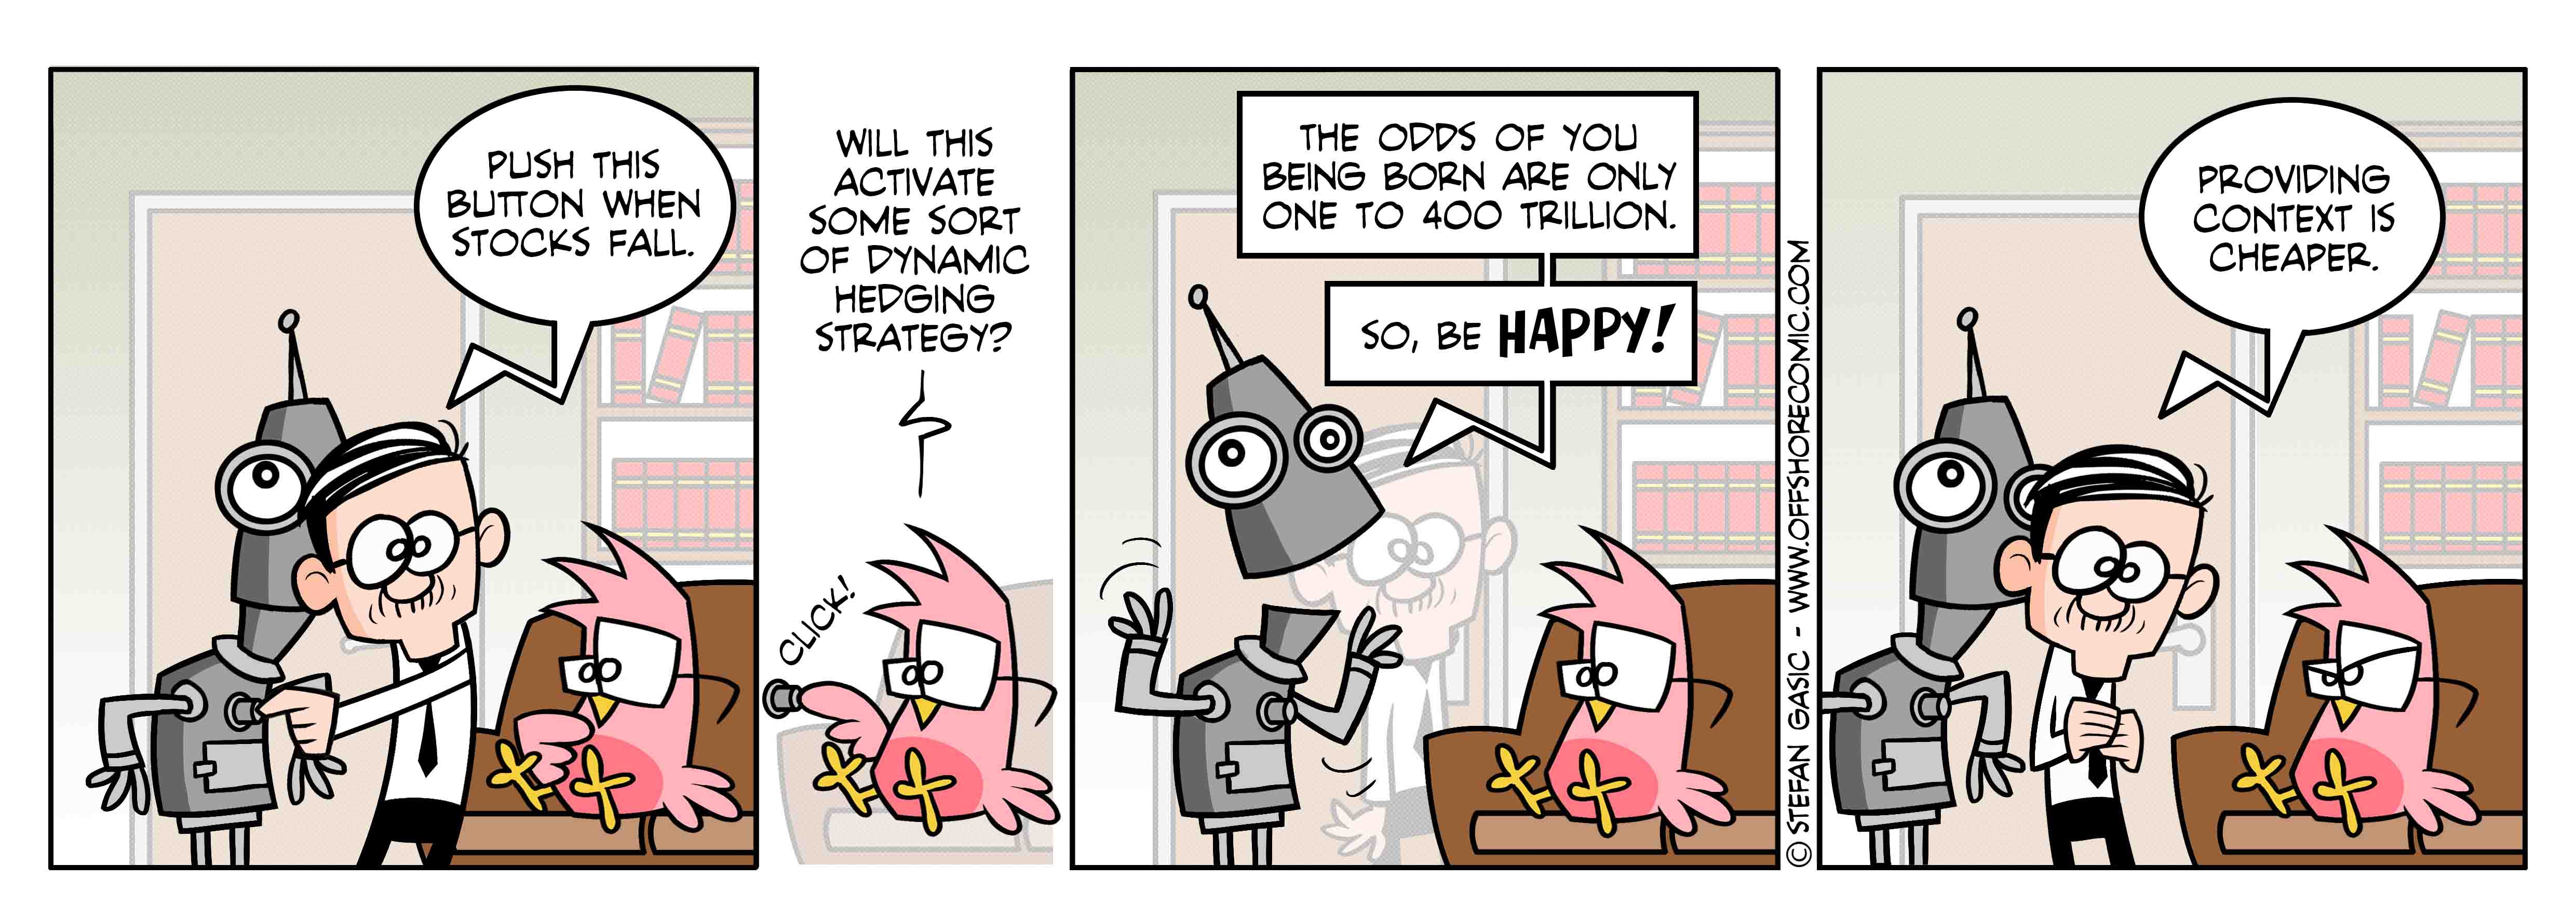 PUSH THIS
BUTTON WHEN
STOCKS FALL.
WILL THIS
ACTIVATE
SOME SORT
OF DYNAMIC
HEDGING
STRATEGY?
CLICK!
THE ODDS OF YOU
BEING BORN ARE ONLY
ONE TO 400 TRILLION.
SO, BE HAPPY!
© STEFAN GASIC - WWW.OFFSHORECOMIC.COM
PROVIDING
CONTEXT IS
CHEAPER.